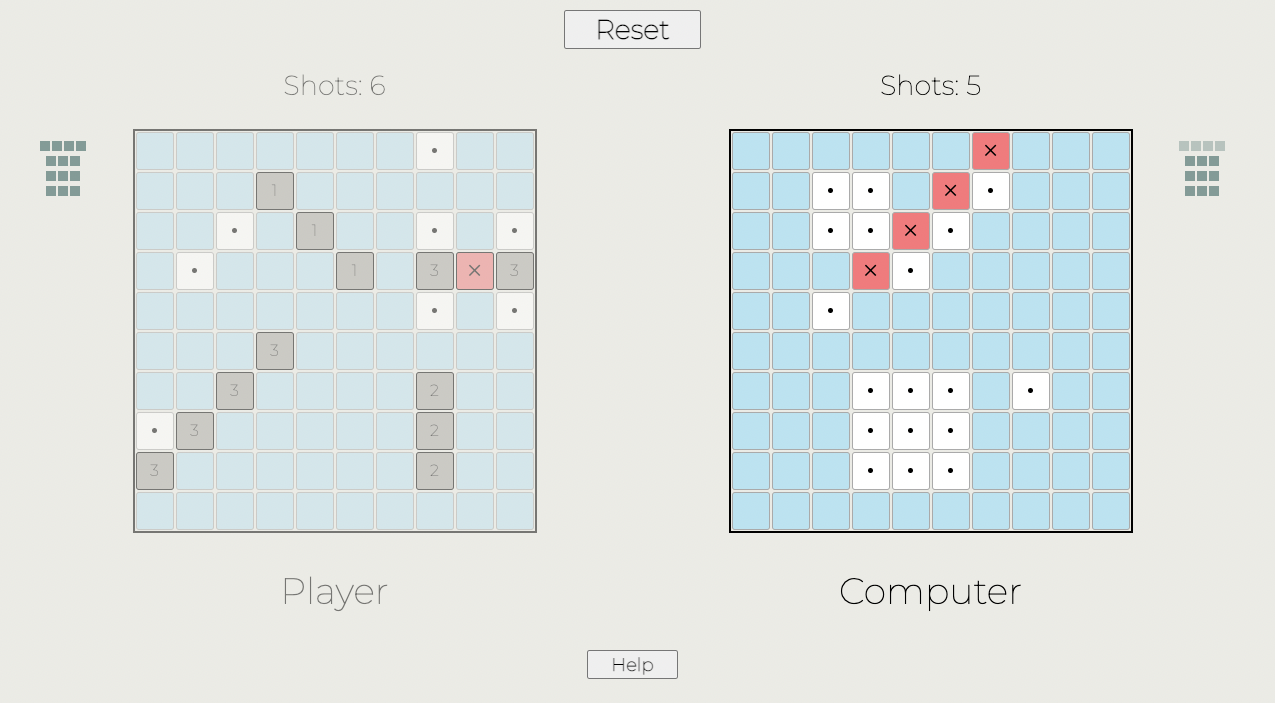 Reset
Shots: 6
Shots: 5
1
1
1 3 3
3
3 2
3 2
3 2
Player
Computer
Help